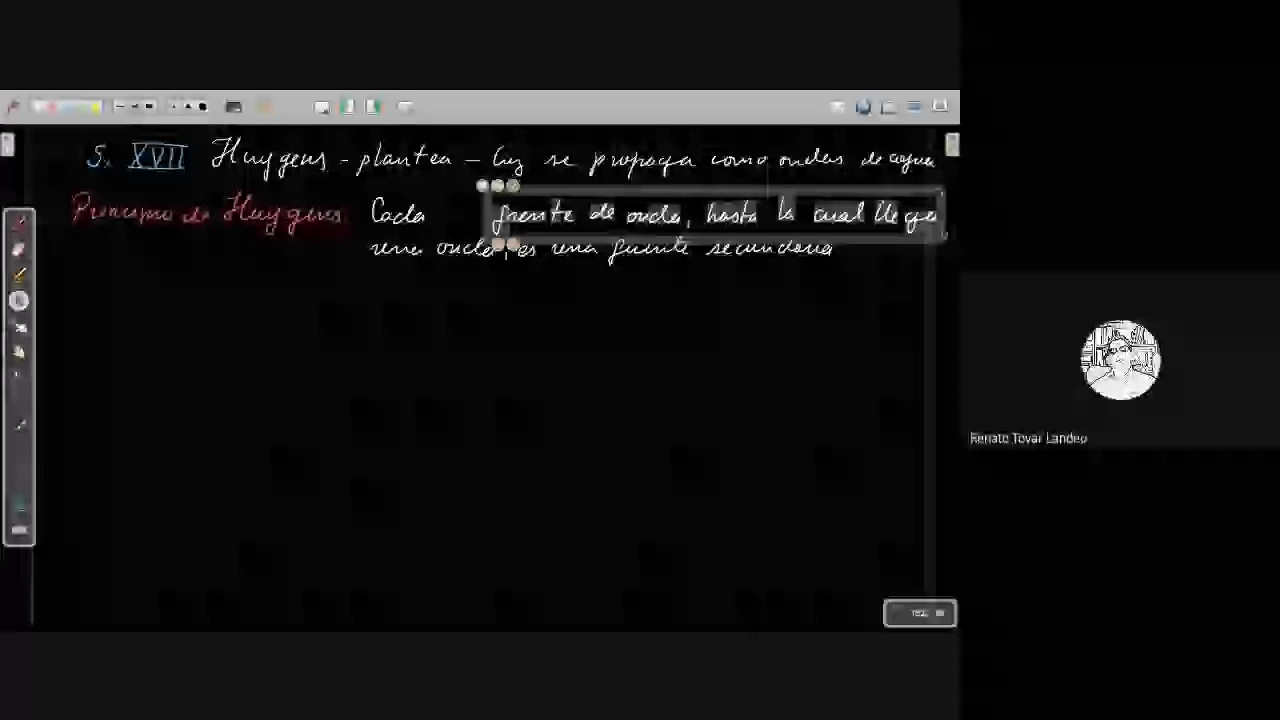 S. XVII Huygens - plantea - luz se propaga como ondas de agua
Principio de Huygens. Cada frente de onda, hasta la cual llega
una onda, es una fuente secundaria
Renato Tovar Landeo